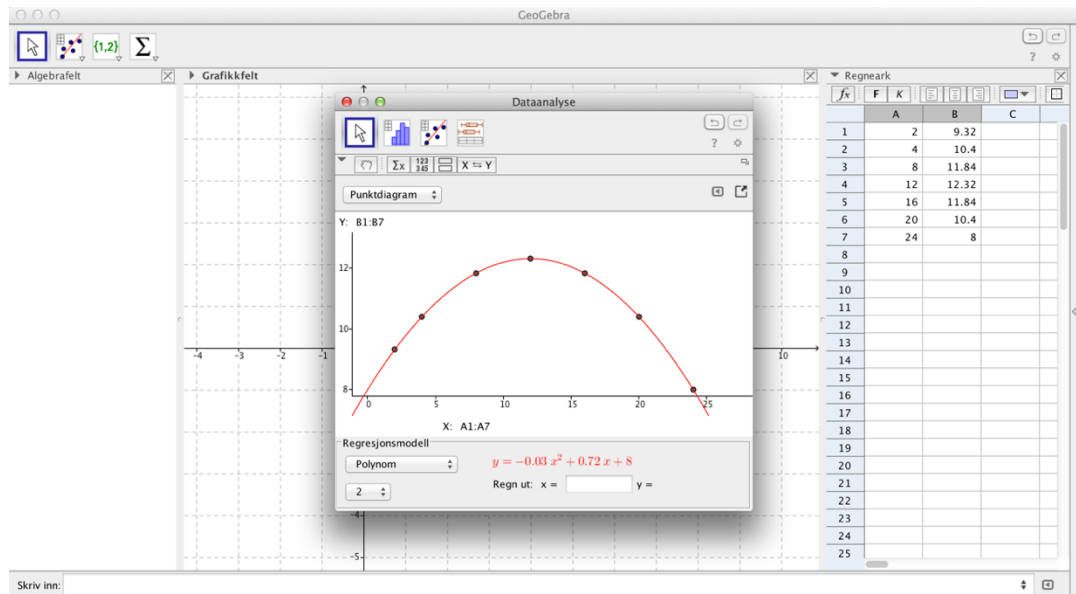 GeoGebra
{1,2} Σ
?
Algebrafelt
Grafikkfelt
Regneark
fx F K
A B C
1 2 9.32
2 4 10.4
3 8 11.84
4 12 12.32
5 16 11.84
6 20 10.4
7 24 8
8
9
10
11
12
13
14
15
16
17
18
19
20
21
22
23
24
25
-4 -3 -2 -1 10
-4
-5
Dataanalyse
?
Σx 123 345 X ⇆ Y
Punktdiagram
Y: B1:B7
12
10
8
0 5 10 15 20 25
X: A1:A7
Regresjonsmodell
Polynom
y = −0.03 x² + 0.72 x + 8
2
Regn ut: x = y =
Skriv inn: